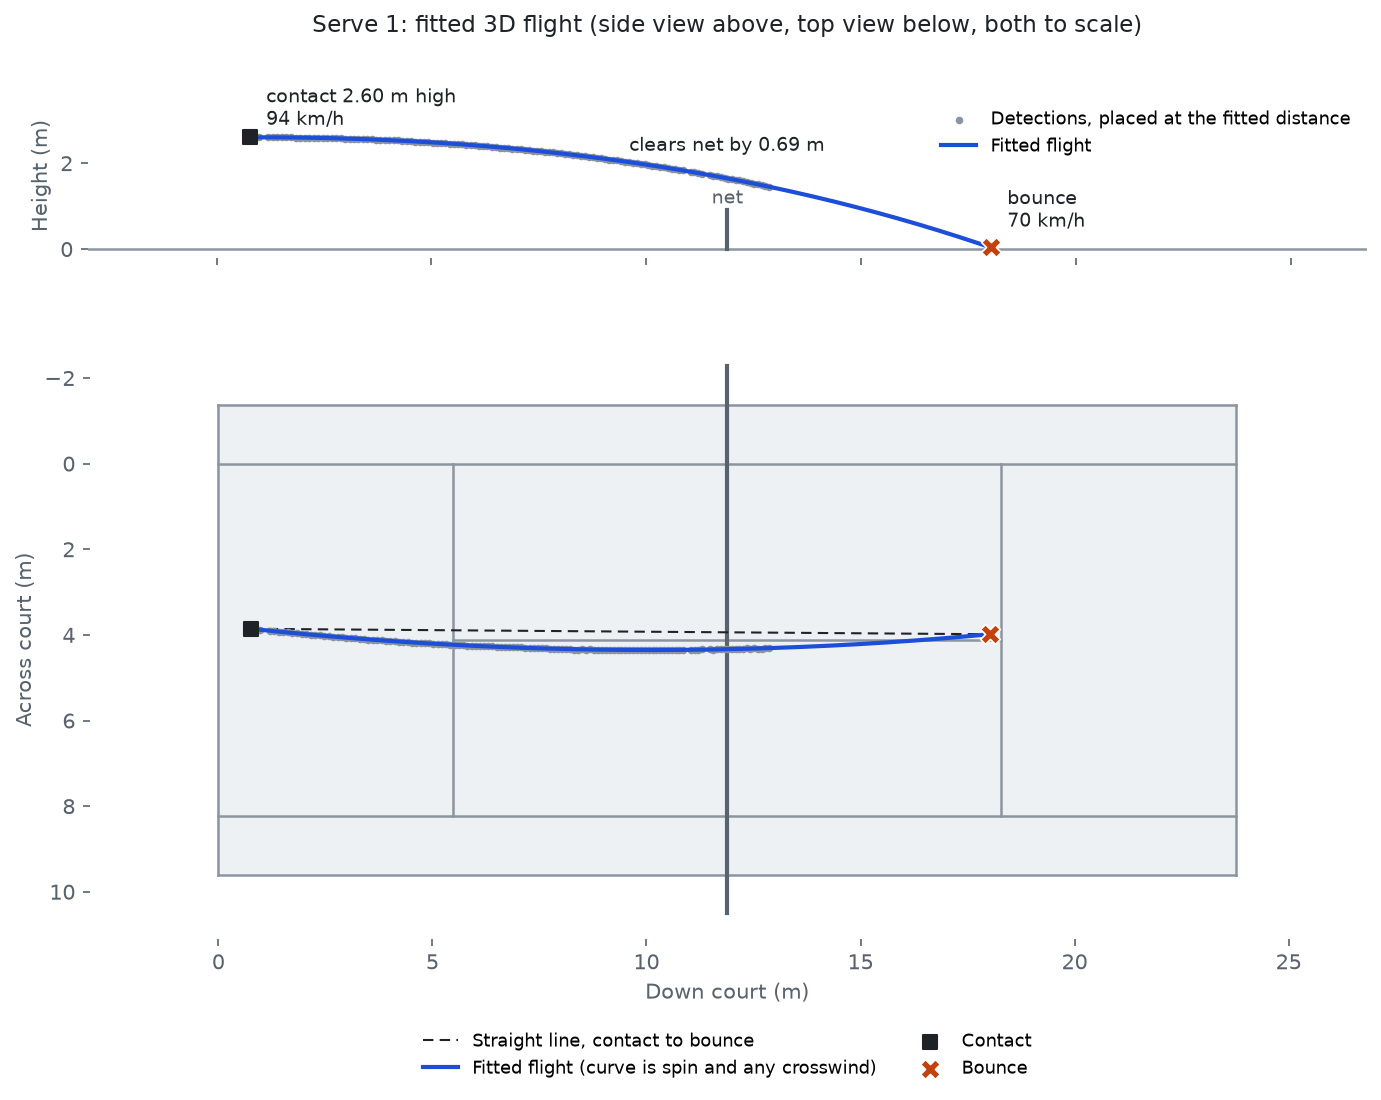 Serve 1: fitted 3D flight (side view above, top view below, both to scale)
contact 2.60 m high
94 km/h
clears net by 0.69 m
Detections, placed at the fitted distance
Fitted flight
bounce
70 km/h
net
Height (m)
2
0
−2
0
2
4
6
8
10
Across court (m)
0
5
10
15
20
25
Down court (m)
Straight line, contact to bounce
Fitted flight (curve is spin and any crosswind)
Contact
Bounce